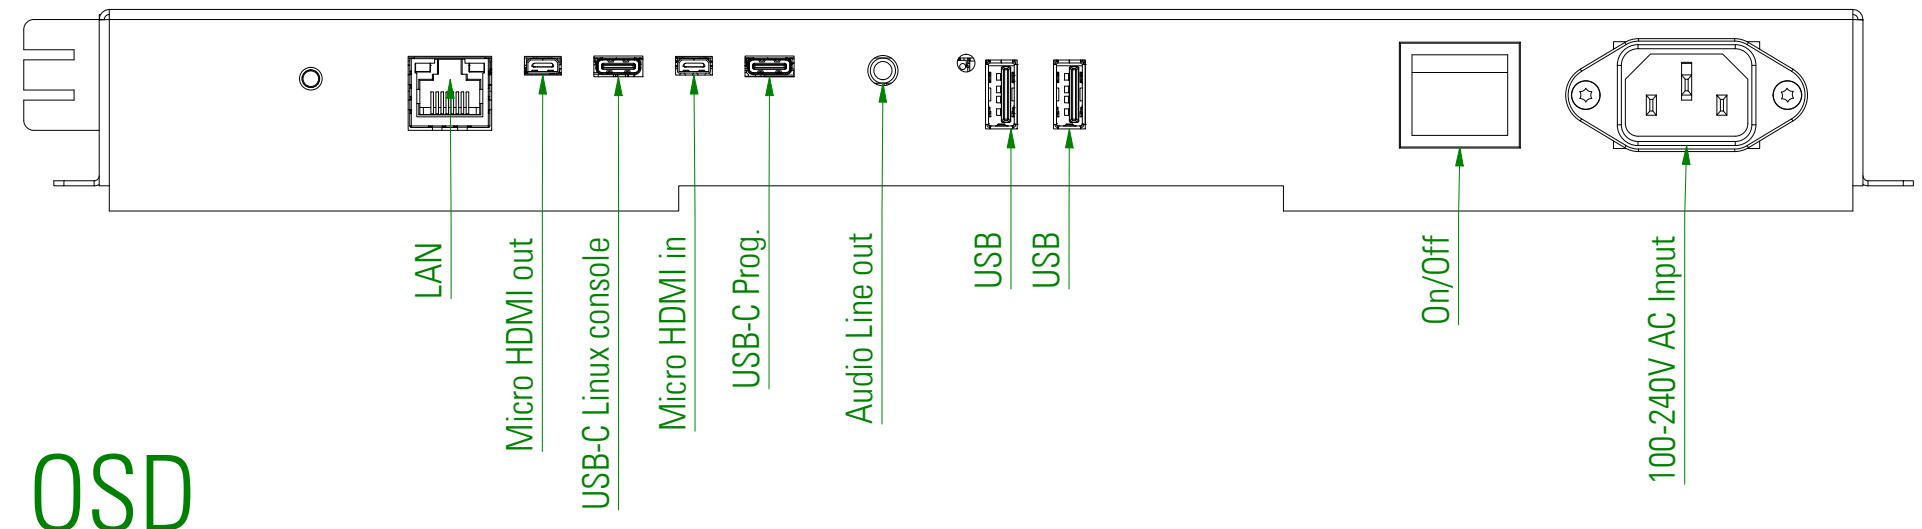 LAN
Micro HDMI out
USB-C Linux console
Micro HDMI in
USB-C Prog.
Audio Line out
USB
USB
On/Off
100-240V AC Input
OSD